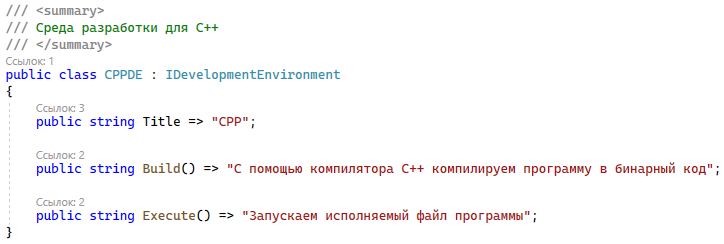 /// <summary>
/// Среда разработки для C++
/// </summary>
Ссылок: 1
public class CPPDE : IDevelopmentEnvironment
{
Ссылок: 3
public string Title => "CPP";
Ссылок: 2
public string Build() => "С помощью компилятора C++ компилируем программу в бинарный код";
Ссылок: 2
public string Execute() => "Запускаем исполняемый файл программы";
}